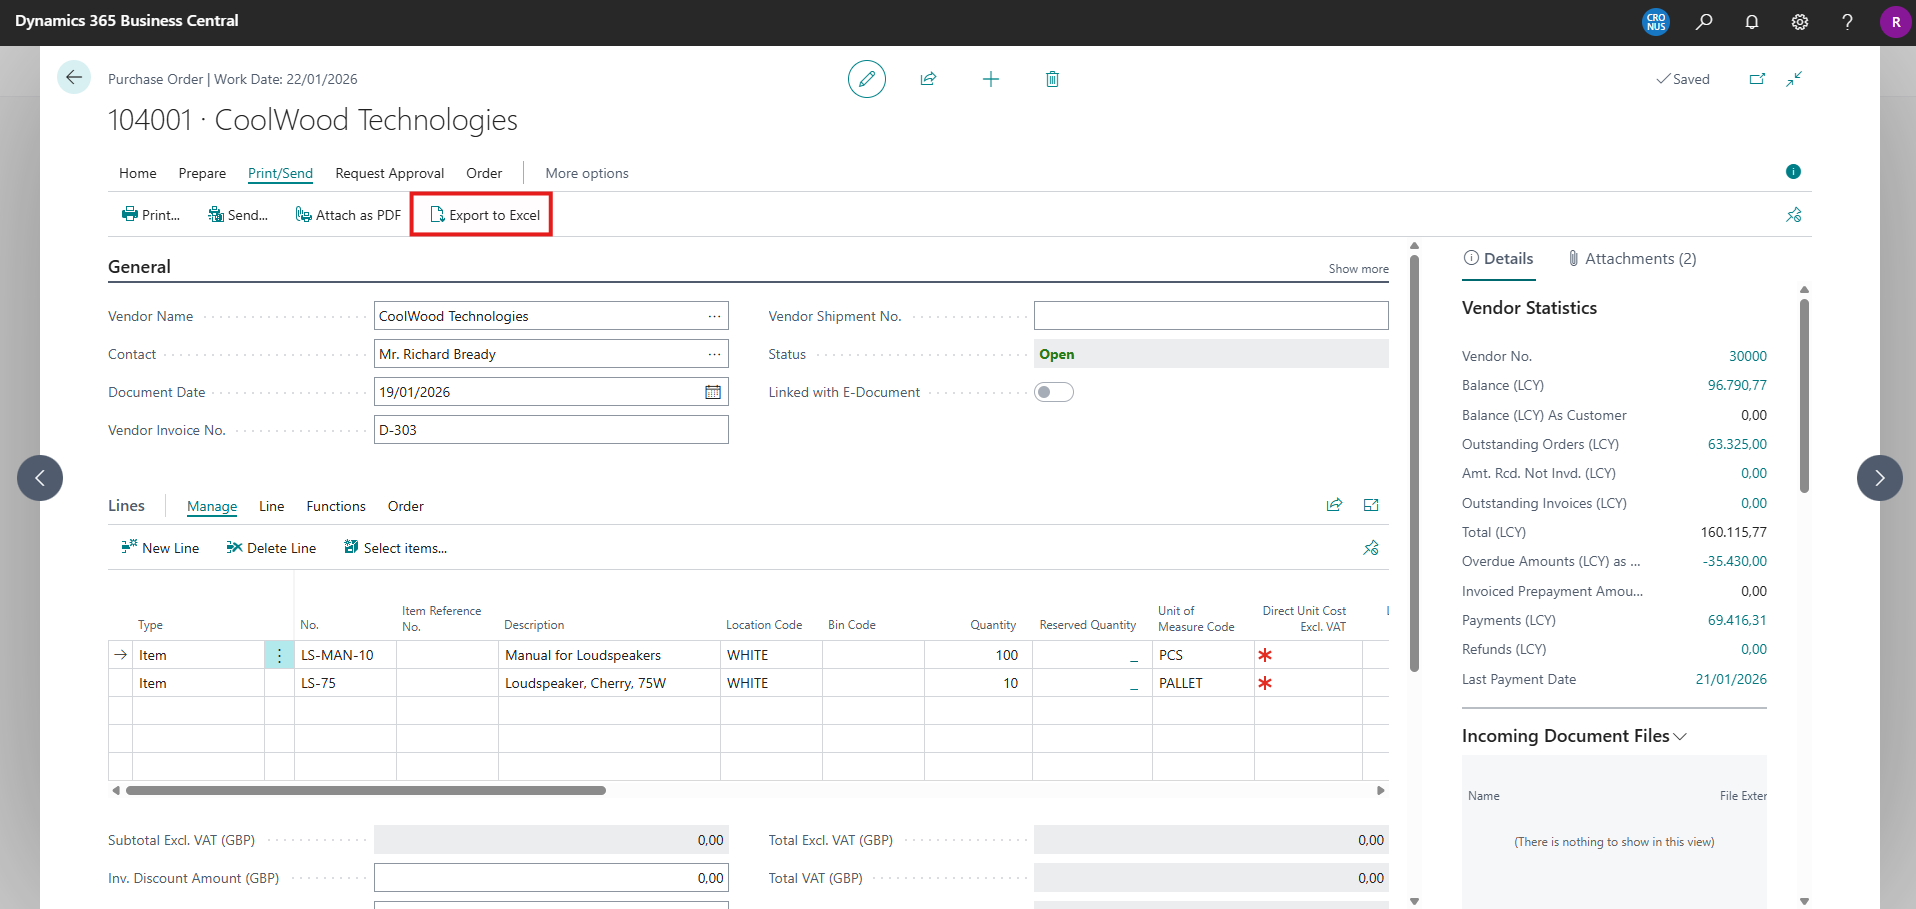 Dynamics 365 Business Central
CRO NUS
R
Purchase Order | Work Date: 22/01/2026
Saved
104001 · CoolWood Technologies
Home Prepare Print/Send Request Approval Order More options
Print... Send... Attach as PDF Export to Excel
General
Show more
Vendor Name CoolWood Technologies
Contact Mr. Richard Bready
Document Date 19/01/2026
Vendor Invoice No. D-303
Vendor Shipment No.
Status Open
Linked with E-Document
Lines Manage Line Functions Order
New Line Delete Line Select items...
Type No. Item Reference No. Description Location Code Bin Code Quantity Reserved Quantity Unit of Measure Code Direct Unit Cost Excl. VAT
Item LS-MAN-10 Manual for Loudspeakers WHITE 100 _ PCS *
Item LS-75 Loudspeaker, Cherry, 75W WHITE 10 _ PALLET *
Subtotal Excl. VAT (GBP) 0,00
Inv. Discount Amount (GBP) 0,00
Total Excl. VAT (GBP) 0,00
Total VAT (GBP) 0,00
Details Attachments (2)
Vendor Statistics
Vendor No. 30000
Balance (LCY) 96.790,77
Balance (LCY) As Customer 0,00
Outstanding Orders (LCY) 63.325,00
Amt. Rcd. Not Invd. (LCY) 0,00
Outstanding Invoices (LCY) 0,00
Total (LCY) 160.115,77
Overdue Amounts (LCY) as ... -35.430,00
Invoiced Prepayment Amou... 0,00
Payments (LCY) 69.416,31
Refunds (LCY) 0,00
Last Payment Date 21/01/2026
Incoming Document Files
Name File Exter
(There is nothing to show in this view)